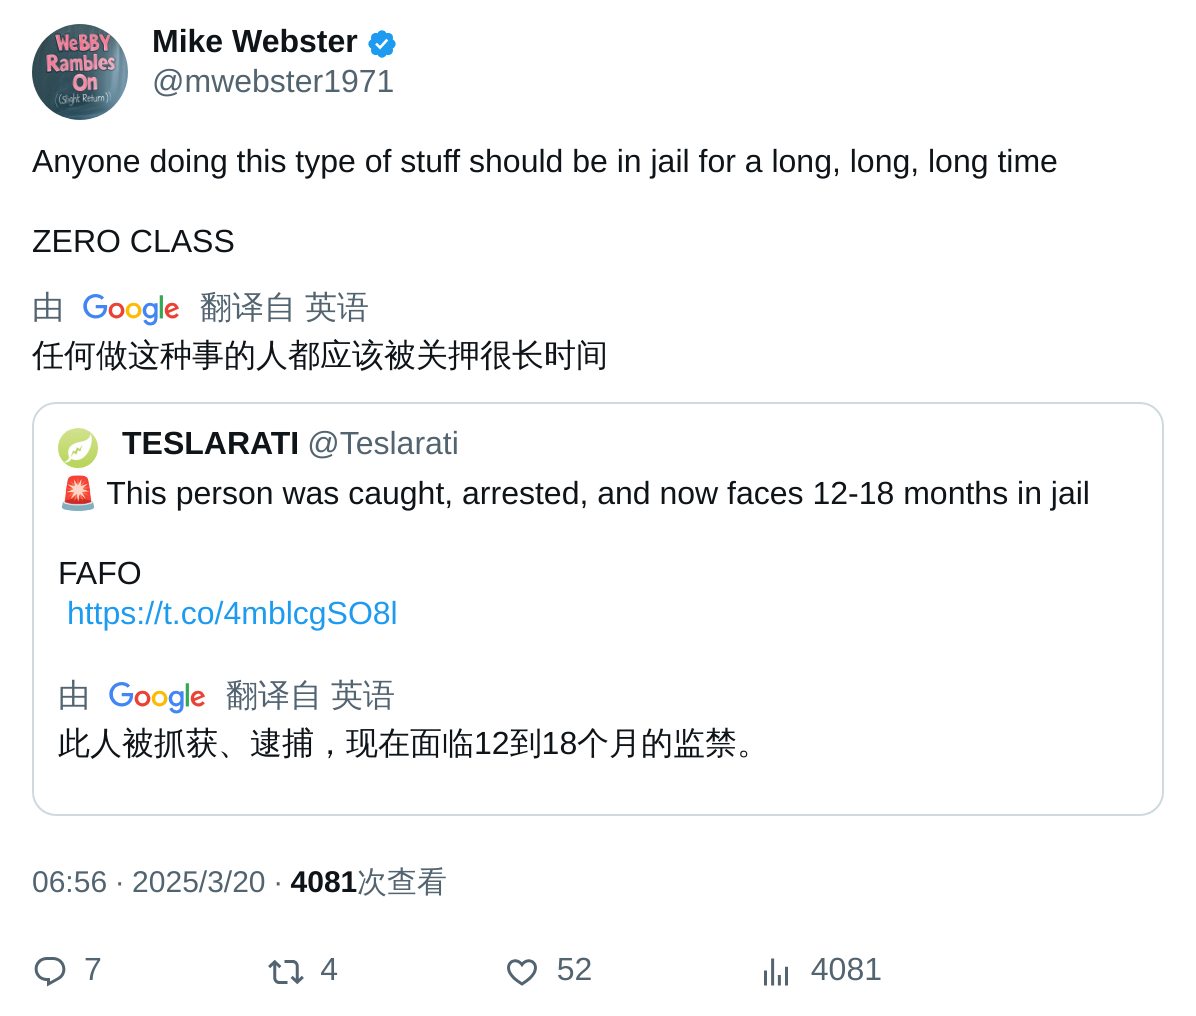 WeBBY
Rambles
On
((Slight Return))
Mike Webster
@mwebster1971
Anyone doing this type of stuff should be in jail for a long, long, long time
ZERO CLASS
由 Google 翻译自 英语
任何做这种事的人都应该被关押很长时间
TESLARATI @Teslarati
🚨 This person was caught, arrested, and now faces 12-18 months in jail
FAFO
https://t.co/4mblcgSO8l
由 Google 翻译自 英语
此人被抓获、逮捕，现在面临12到18个月的监禁。
06:56 · 2025/3/20 · 4081次查看
7 4 52 4081